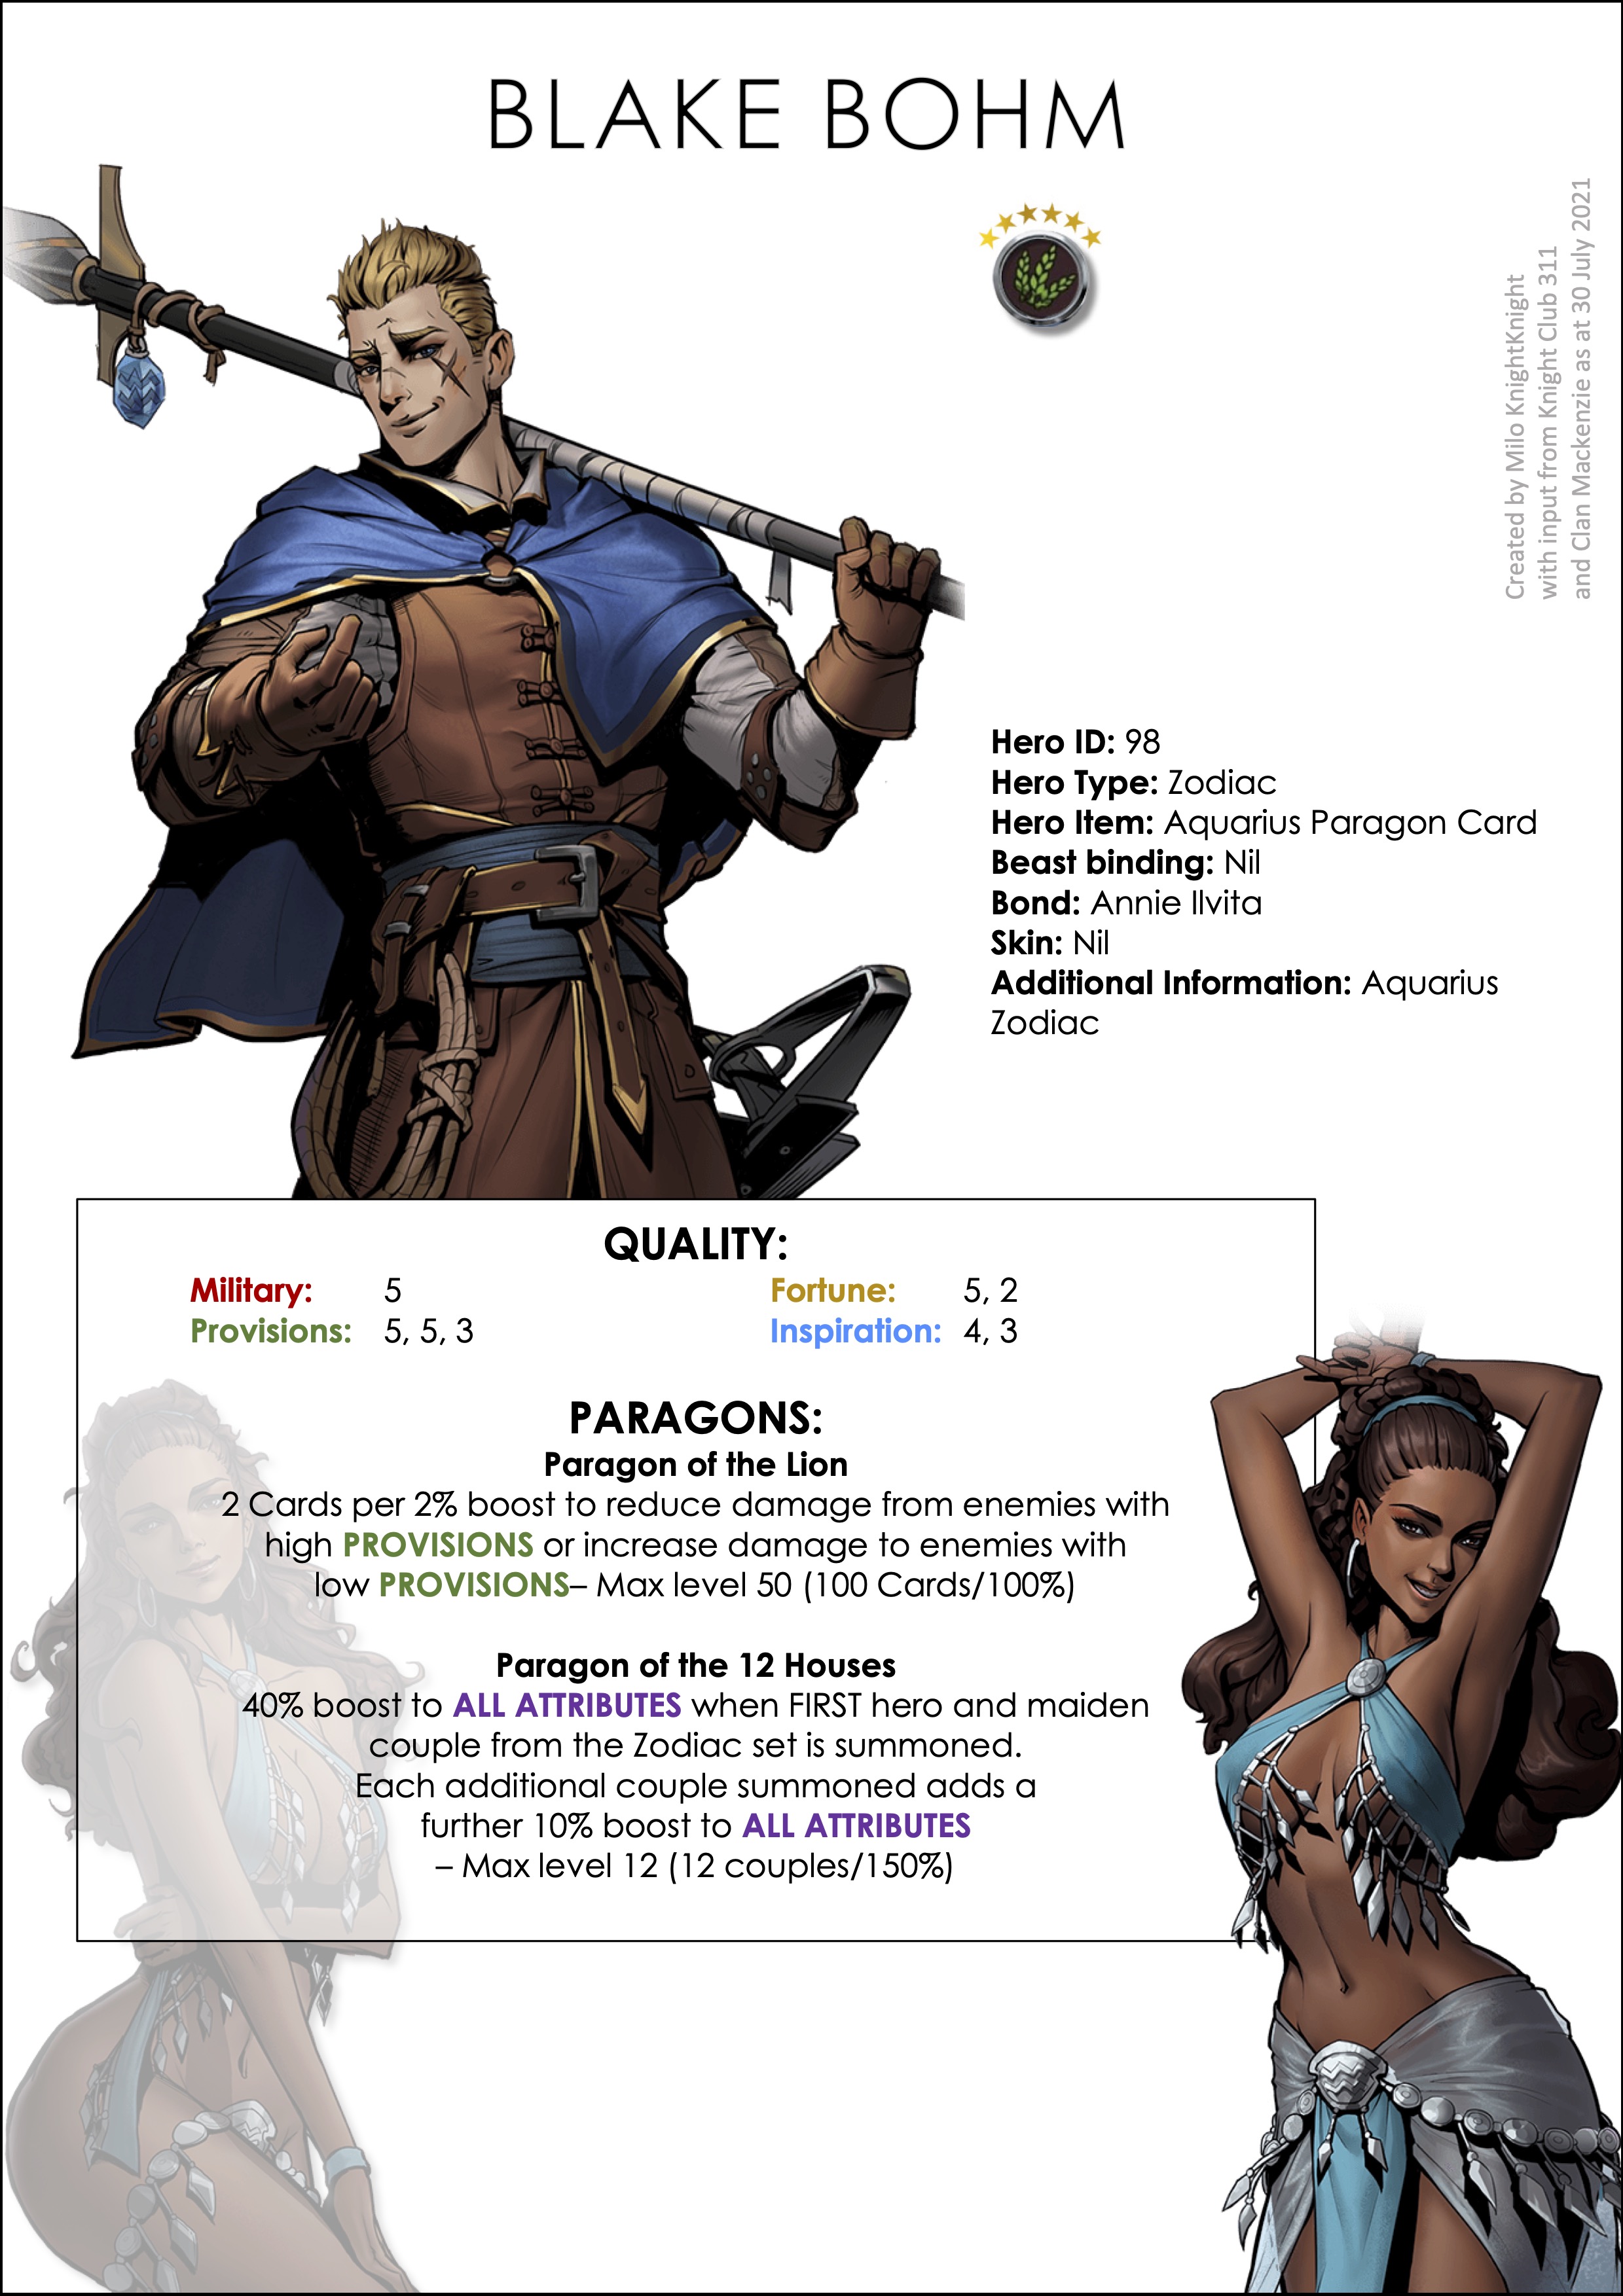 BLAKE BOHM
Created by Milo KnightKnight
with input from Knight Club 311
and Clan Mackenzie as at 30 July 2021
Hero ID: 98
Hero Type: Zodiac
Hero Item: Aquarius Paragon Card
Beast binding: Nil
Bond: Annie Ilvita
Skin: Nil
Additional Information: Aquarius
Zodiac
QUALITY:
Military: 5 Fortune: 5, 2
Provisions: 5, 5, 3 Inspiration: 4, 3
PARAGONS:
Paragon of the Lion
2 Cards per 2% boost to reduce damage from enemies with
high PROVISIONS or increase damage to enemies with
low PROVISIONS– Max level 50 (100 Cards/100%)
Paragon of the 12 Houses
40% boost to ALL ATTRIBUTES when FIRST hero and maiden
couple from the Zodiac set is summoned.
Each additional couple summoned adds a
further 10% boost to ALL ATTRIBUTES
– Max level 12 (12 couples/150%)